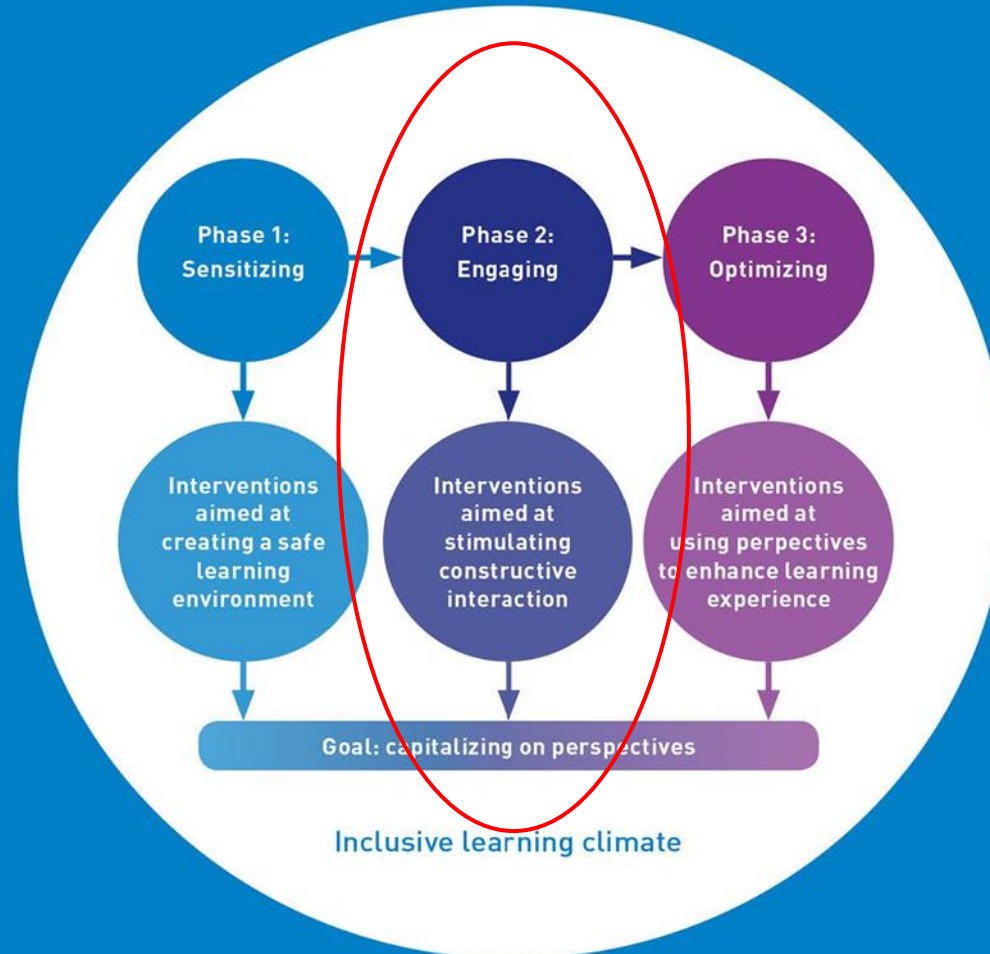 Phase 1:
Sensitizing
Phase 2:
Engaging
Phase 3:
Optimizing
Interventions
aimed at
creating a safe
learning
environment
Interventions
aimed at
stimulating
constructive
interaction
Interventions
aimed at
using perpectives
to enhance learning
experience
Goal: capitalizing on perspectives
Inclusive learning climate